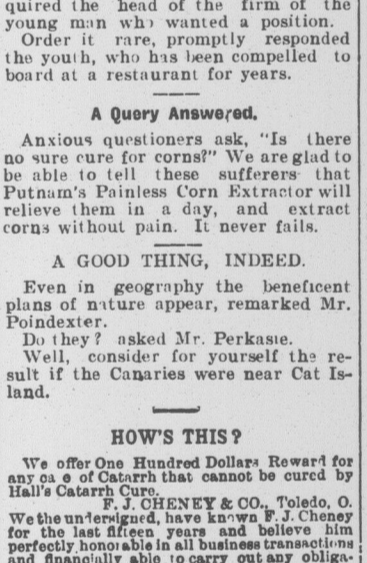 quired the head of the firm of the
young man who wanted a position.
Order it rare, promptly responded
the youth, who has been compelled to
board at a restaurant for years.
A Query Answered.
Anxious questioners ask, "Is there
no sure cure for corns?" We are glad to
be able to tell these sufferers that
Putnam's Painless Corn Extractor will
relieve them in a day, and extract
corns without pain. It never fails.
A GOOD THING, INDEED.
Even in geography the beneficent
plans of nature appear, remarked Mr.
Poindexter.
Do they? asked Mr. Perkasie.
Well, consider for yourself the re-
sult if the Canaries were near Cat Is-
land.
HOW'S THIS?
We offer One Hundred Dollars Reward for
any ca e of Catarrh that cannot be cured by
Hall's Catarrh Cure.
F. J. CHENEY & CO., Toledo, O.
We the undersigned, have known F. J. Cheney
for the last fifteen years and believe him
perfectly honorable in all business transactions
and financially able to carry out any obliga-